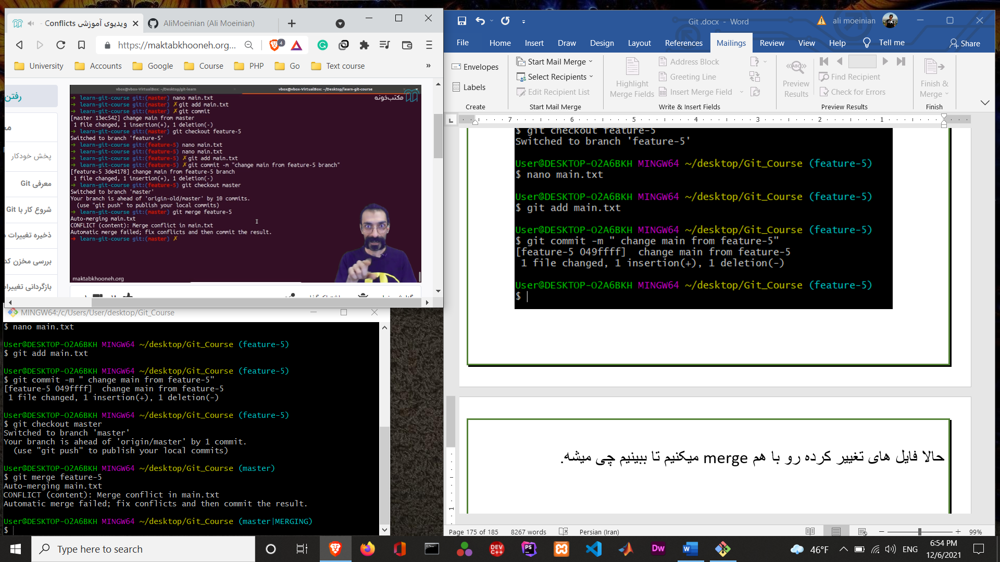 ویدیوی آموزشی Conflicts
AliMoeinian (Ali Moeinian)
https://maktabkhooneh.org...
4
University
Accounts
Google
Course
PHP
Go
Text course
»
رفتن
پخش خودکار
معرفی Git
شروع کار با Git
ذخیره تغییرات
بررسی مخزن کد
vbox@vbox-VirtualBox: ~/Desktop/git-learn
vbox@vbox-VirtualBox: ~/Desktop/learn-git-course
مکتب‌خونه
→ learn-git-course git:(master) nano main.txt
→ learn-git-course git:(master) ✗ git add main.txt
→ learn-git-course git:(master) ✗ git commit
[master 13ec542] change main from master
1 file changed, 1 insertion(+), 1 deletion(-)
→ learn-git-course git:(master) git checkout feature-5
Switched to branch 'feature-5'
→ learn-git-course git:(feature-5) nano main.txt
→ learn-git-course git:(feature-5) nano main.txt
→ learn-git-course git:(feature-5) ✗ git add main.txt
→ learn-git-course git:(feature-5) ✗ git commit -m "change main from feature-5 branch"
[feature-5 3de4178] change main from feature-5 branch
1 file changed, 1 insertion(+), 1 deletion(-)
→ learn-git-course git:(feature-5) git checkout master
Switched to branch 'master'
Your branch is ahead of 'origin-old/master' by 10 commits.
(use "git push" to publish your local commits)
→ learn-git-course git:(master) git merge feature-5
Auto-merging main.txt
CONFLICT (content): Merge conflict in main.txt
Automatic merge failed; fix conflicts and then commit the result.
→ learn-git-course git:(master) ✗
maktabkhooneh.org
MINGW64:/c/Users/User/desktop/Git_Course
$ nano main.txt
User@DESKTOP-O2A6BKH MINGW64 ~/desktop/Git_Course (feature-5)
$ git add main.txt
User@DESKTOP-O2A6BKH MINGW64 ~/desktop/Git_Course (feature-5)
$ git commit -m " change main from feature-5"
[feature-5 049ffff]  change main from feature-5
1 file changed, 1 insertion(+), 1 deletion(-)
User@DESKTOP-O2A6BKH MINGW64 ~/desktop/Git_Course (feature-5)
$ git checkout master
Switched to branch 'master'
Your branch is ahead of 'origin/master' by 1 commit.
(use "git push" to publish your local commits)
User@DESKTOP-O2A6BKH MINGW64 ~/desktop/Git_Course (master)
$ git merge feature-5
Auto-merging main.txt
CONFLICT (content): Merge conflict in main.txt
Automatic merge failed; fix conflicts and then commit the result.
User@DESKTOP-O2A6BKH MINGW64 ~/desktop/Git_Course (master|MERGING)
$
Git .docx - Word
ali moeinian
File Home Insert Draw Design Layout References Mailings Review View Help Tell me Share
Envelopes
Labels
Create
Start Mail Merge
Select Recipients
Edit Recipient List
Start Mail Merge
Highlight
Merge Fields
Address Block
Greeting Line
Insert Merge Field
Write & Insert Fields
Preview
Results
Find Recipient
Check for Errors
Preview Results
Finish &
Merge
Finish
7 6 5 4 3 2 1
$ git checkout feature-5
Switched to branch 'feature-5'
User@DESKTOP-O2A6BKH MINGW64 ~/desktop/Git_Course (feature-5)
$ nano main.txt
User@DESKTOP-O2A6BKH MINGW64 ~/desktop/Git_Course (feature-5)
$ git add main.txt
User@DESKTOP-O2A6BKH MINGW64 ~/desktop/Git_Course (feature-5)
$ git commit -m " change main from feature-5"
[feature-5 049ffff]  change main from feature-5
1 file changed, 1 insertion(+), 1 deletion(-)
User@DESKTOP-O2A6BKH MINGW64 ~/desktop/Git_Course (feature-5)
$
حالا فایل های تغییر کرده رو با هم merge میکنیم تا ببینیم چی میشه.
1
Page 175 of 185 8267 words Persian (Iran) 99%
Type here to search
DEV C++
PS
Dw
46°F
ENG
6:54 PM
12/6/2021